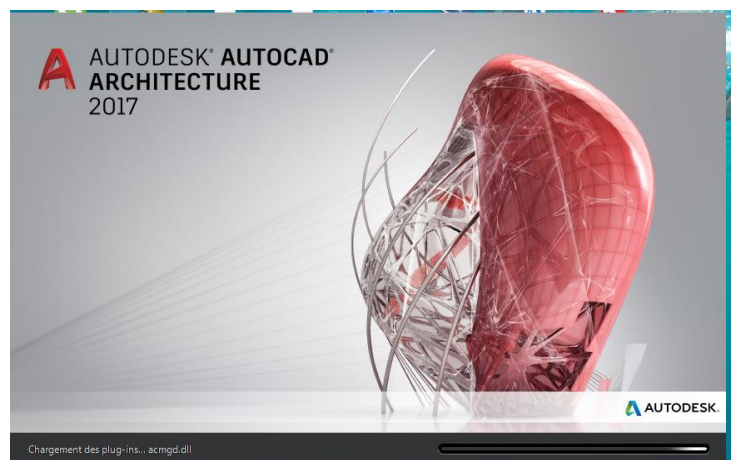 AUTODESK® AUTOCAD®
ARCHITECTURE
2017
AUTODESK.
Chargement des plug-ins... acmgd.dll